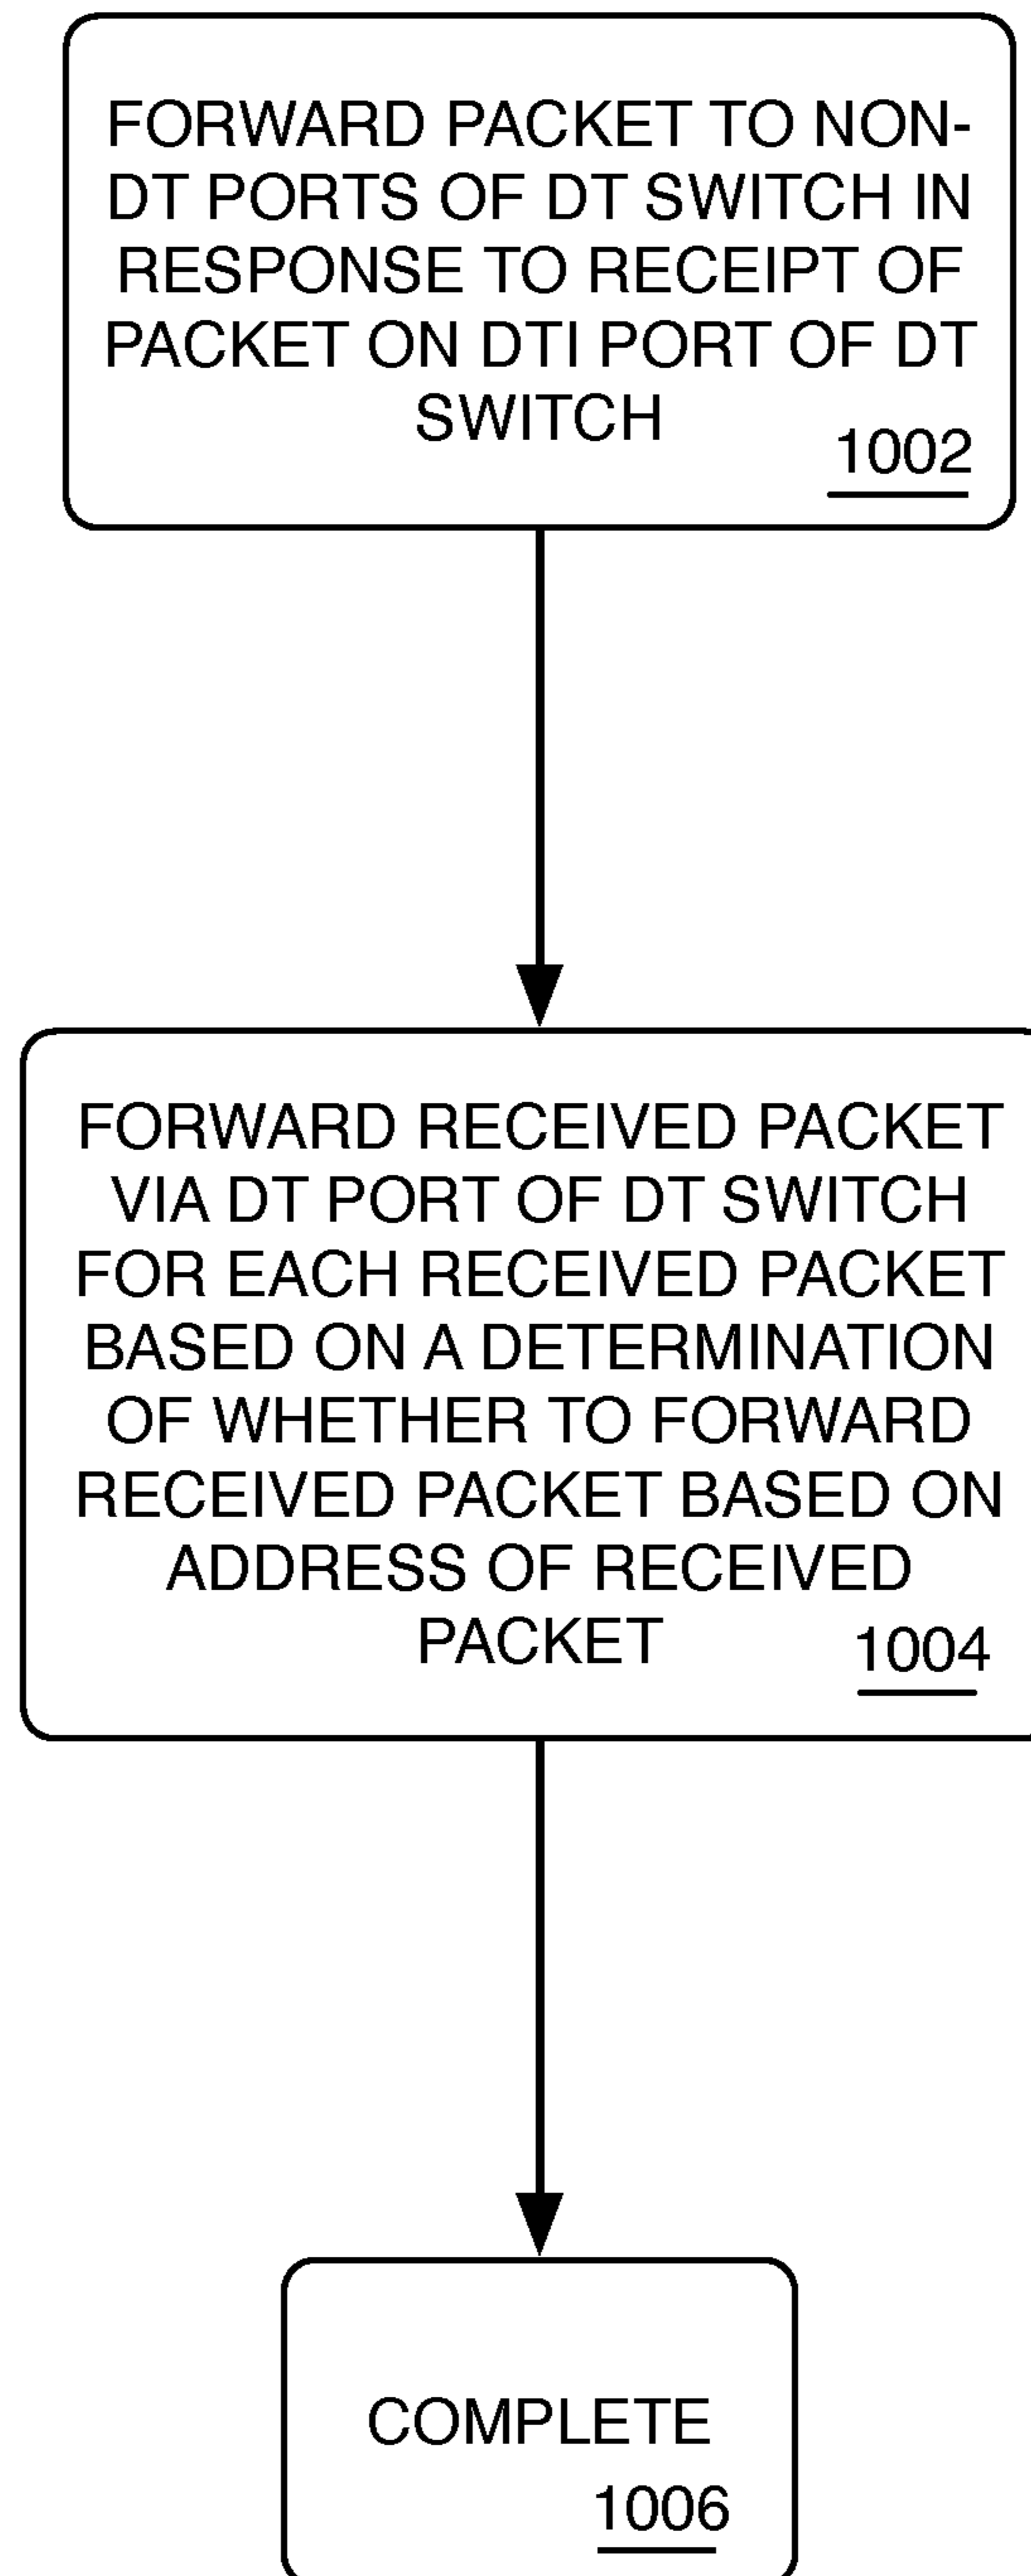 FORWARD PACKET TO NON-
DT PORTS OF DT SWITCH IN
RESPONSE TO RECEIPT OF
PACKET ON DTI PORT OF DT
SWITCH
1002
FORWARD RECEIVED PACKET
VIA DT PORT OF DT SWITCH
FOR EACH RECEIVED PACKET
BASED ON A DETERMINATION
OF WHETHER TO FORWARD
RECEIVED PACKET BASED ON
ADDRESS OF RECEIVED
PACKET
1004
COMPLETE
1006